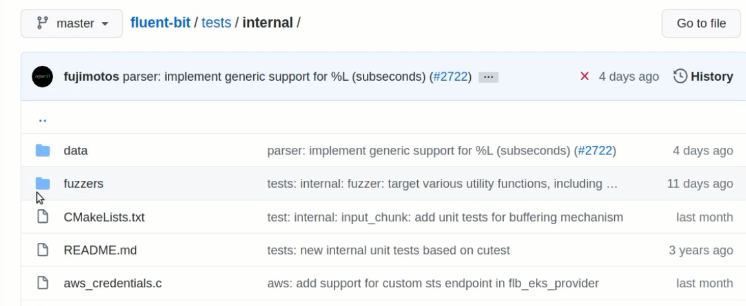 master fluent-bit / tests / internal / Go to file
fujimotos parser: implement generic support for %L (subseconds) (#2722) ... 4 days ago History
..
data parser: implement generic support for %L (subseconds) (#2722) 4 days ago
fuzzers tests: internal: fuzzer: target various utility functions, including … 11 days ago
CMakeLists.txt test: internal: input_chunk: add unit tests for buffering mechanism last month
README.md tests: new internal unit tests based on cutest 3 years ago
aws_credentials.c aws: add support for custom sts endpoint in flb_eks_provider last month